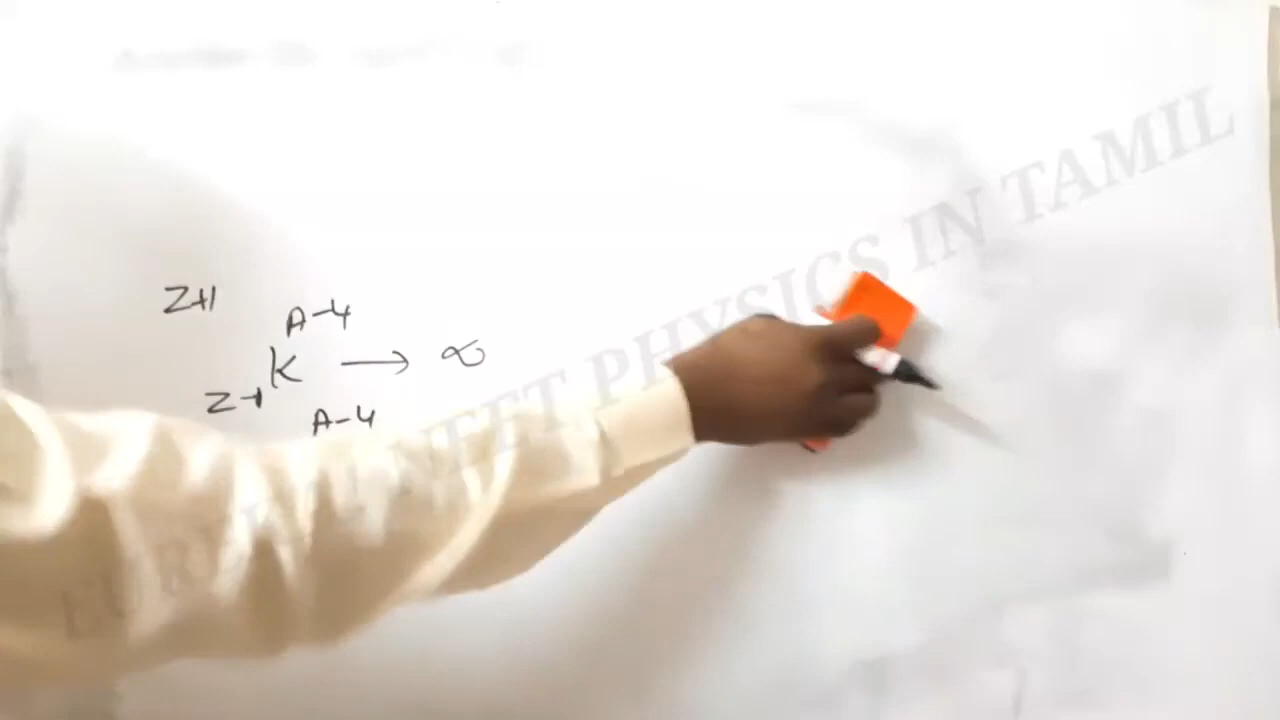 Z+1
A-4
K → α
Z-1
A-4
NEET PHYSICS IN TAMIL